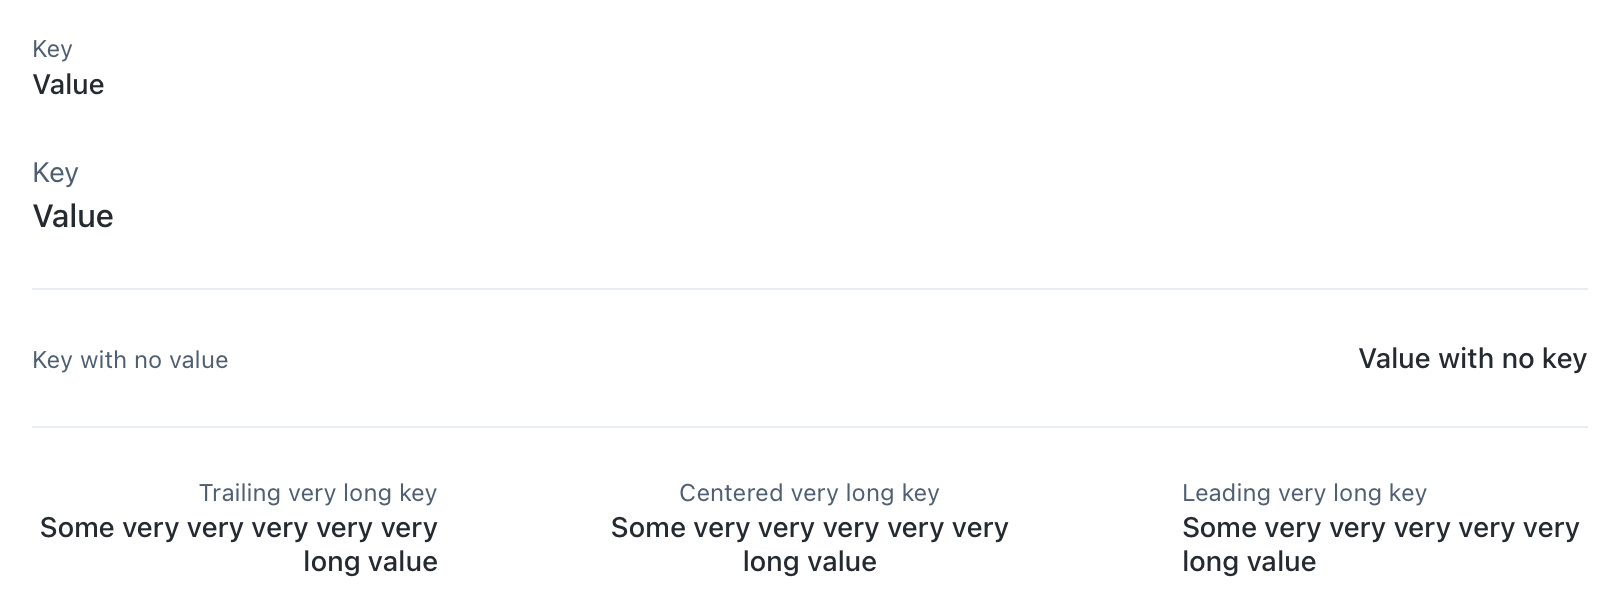 Key
Value
Key
Value
Key with no value
Value with no key
Trailing very long key
Some very very very very very
long value
Centered very long key
Some very very very very very
long value
Leading very long key
Some very very very very very
long value